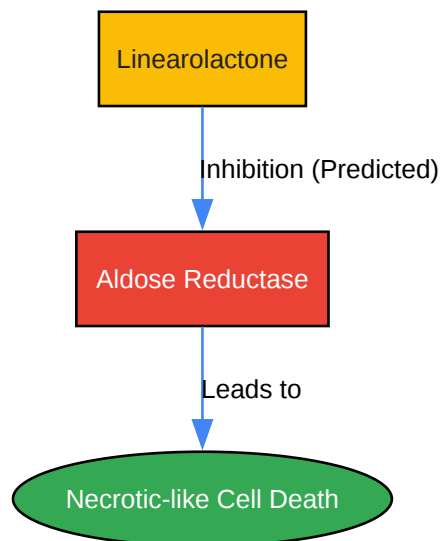 Linearolactone
Inhibition (Predicted)
Aldose Reductase
Leads to
Necrotic-like Cell Death